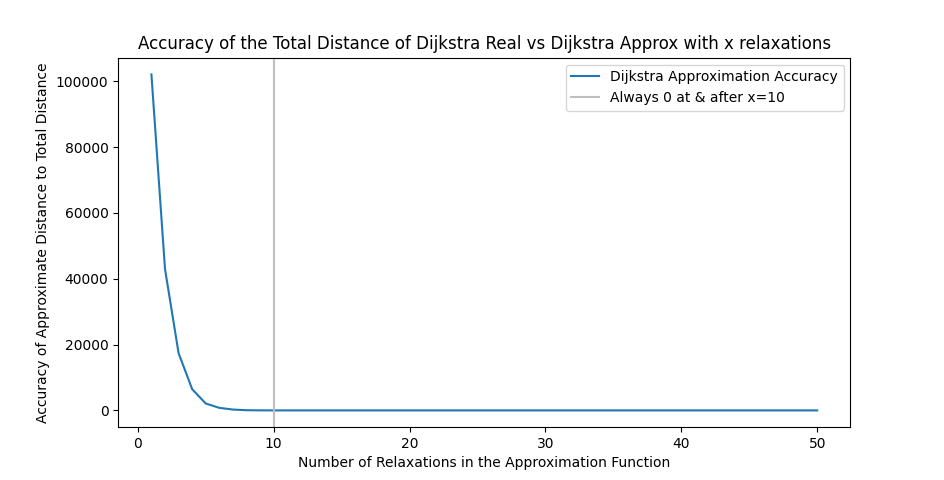 Accuracy of the Total Distance of Dijkstra Real vs Dijkstra Approx with x relaxations
Accuracy of Approximate Distance to Total Distance
100000
80000
60000
40000
20000
0
Dijkstra Approximation Accuracy
Always 0 at & after x=10
0 10 20 30 40 50
Number of Relaxations in the Approximation Function